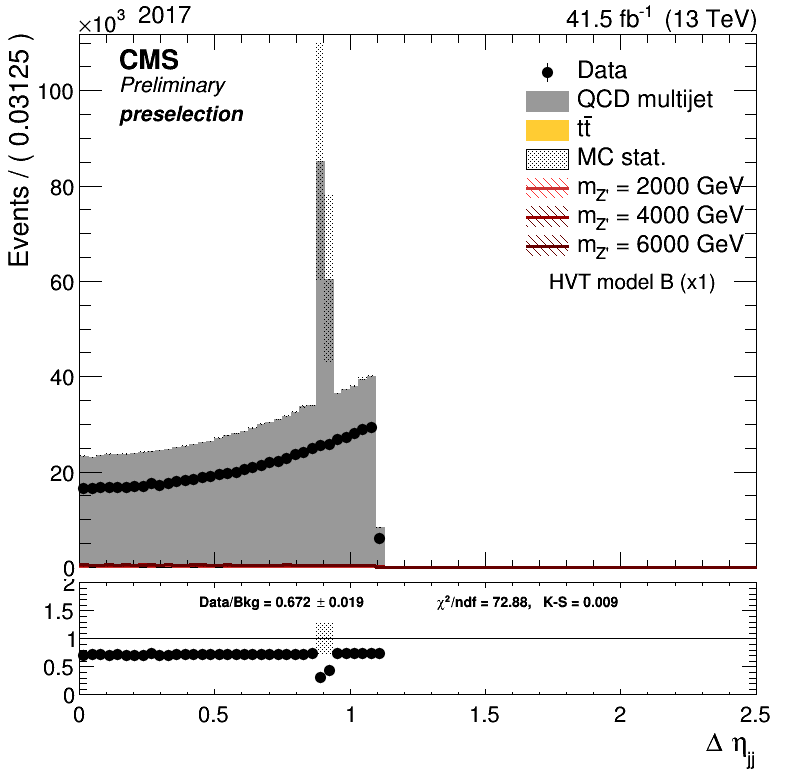 ×10³ 2017 41.5 fb⁻¹ (13 TeV)
CMS
Preliminary
preselection
Data
QCD multijet
tt̄
MC stat.
m_Z' = 2000 GeV
m_Z' = 4000 GeV
m_Z' = 6000 GeV
HVT model B (x1)
Events / ( 0.03125 )
100
80
60
40
20
0
Data/Bkg = 0.672 ± 0.019 χ²/ndf = 72.88, K-S = 0.009
2
1.5
1
0.5
0
0 0.5 1 1.5 2 2.5
Δ η_jj